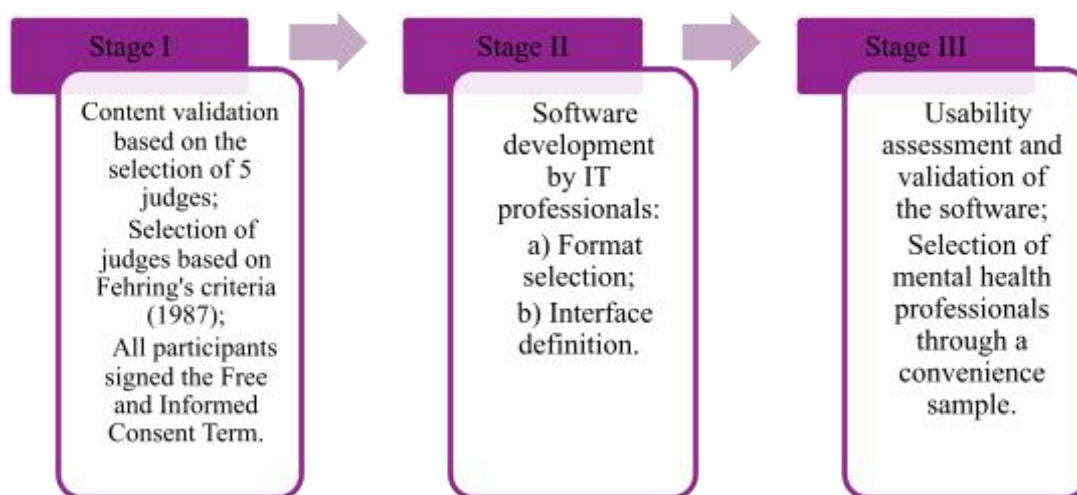 Stage I
Content validation
based on the
selection of 5
judges;
Selection of
judges based on
Fehring's criteria
(1987);
All participants
signed the Free
and Informed
Consent Term.
Stage II
Software
development
by IT
professionals:
a) Format
selection;
b) Interface
definition.
Stage III
Usability
assessment and
validation of
the software;
Selection of
mental health
professionals
through a
convenience
sample.